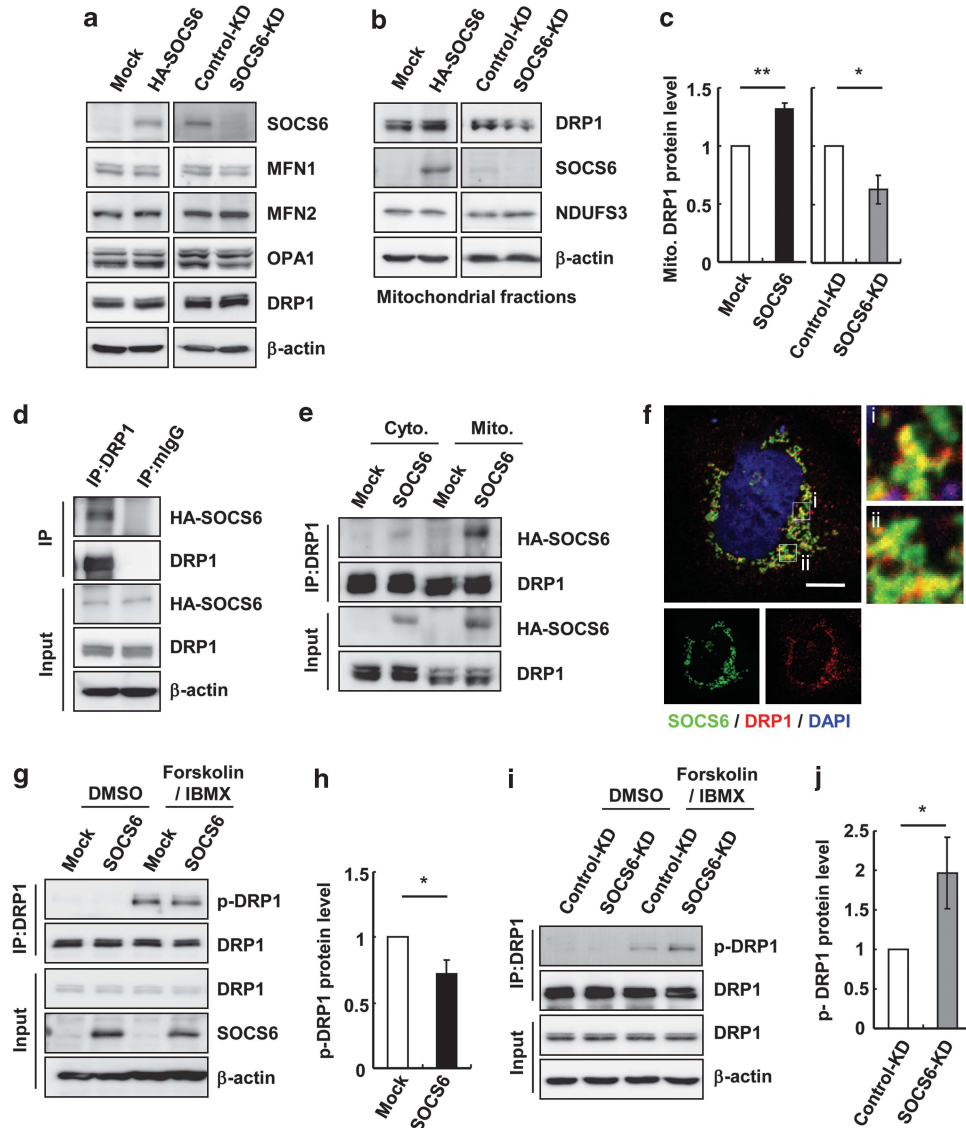 a
Mock
HA-SOCS6
Control-KD
SOCS6-KD
SOCS6
MFN1
MFN2
OPA1
DRP1
β-actin
b
Mock
HA-SOCS6
Control-KD
SOCS6-KD
DRP1
SOCS6
NDUFS3
β-actin
Mitochondrial fractions
c
Mito. DRP1 protein level
1.5
1
0.5
0
**
*
Mock
SOCS6
Control-KD
SOCS6-KD
d
IP:DRP1
IP:mIgG
IP
HA-SOCS6
DRP1
Input
HA-SOCS6
DRP1
β-actin
e
Cyto.
Mito.
Mock
SOCS6
Mock
SOCS6
IP:DRP1
HA-SOCS6
DRP1
Input
HA-SOCS6
DRP1
f
i
ii
i
ii
SOCS6 / DRP1 / DAPI
g
DMSO
Forskolin
/ IBMX
Mock
SOCS6
Mock
SOCS6
IP:DRP1
p-DRP1
DRP1
Input
DRP1
SOCS6
β-actin
h
p-DRP1 protein level
1.5
1
0.5
0
*
Mock
SOCS6
i
DMSO
Forskolin
/ IBMX
Control-KD
SOCS6-KD
Control-KD
SOCS6-KD
IP:DRP1
p-DRP1
DRP1
Input
DRP1
β-actin
j
p- DRP1 protein level
2.5
2
1.5
1
0.5
0
*
Control-KD
SOCS6-KD